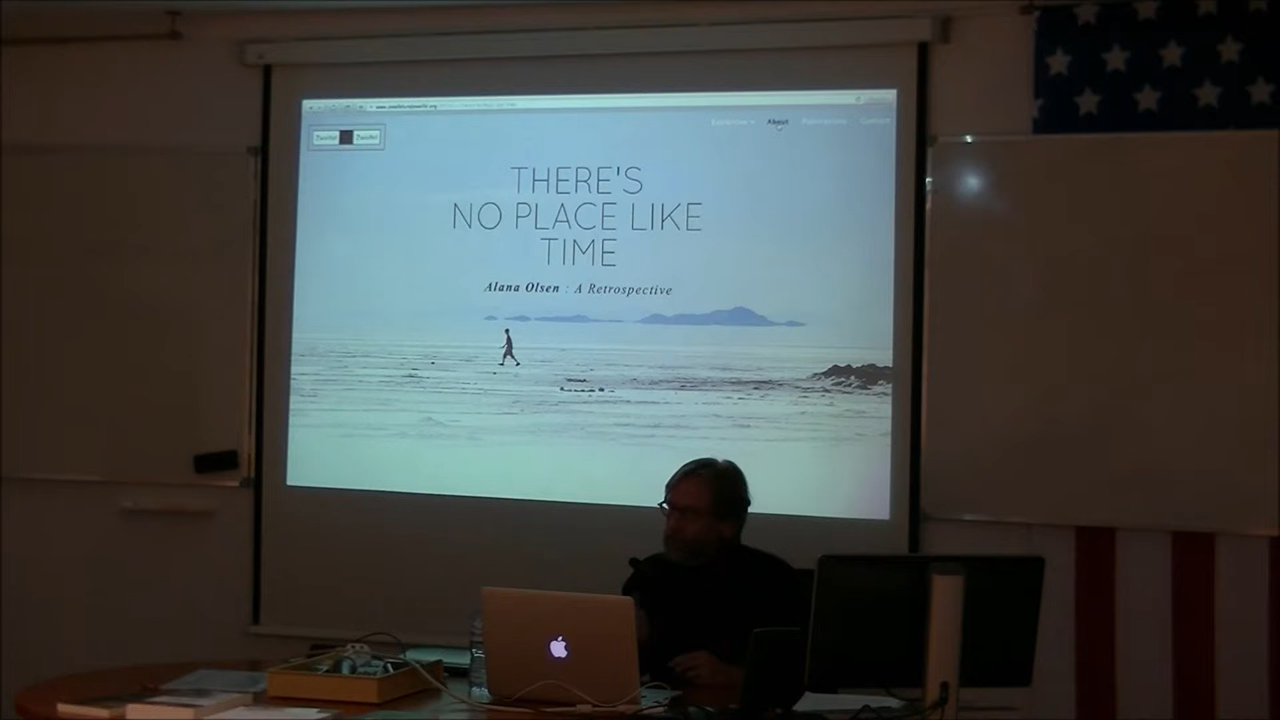 About
THERE'S
NO PLACE LIKE
TIME
Alana Olsen : A Retrospective